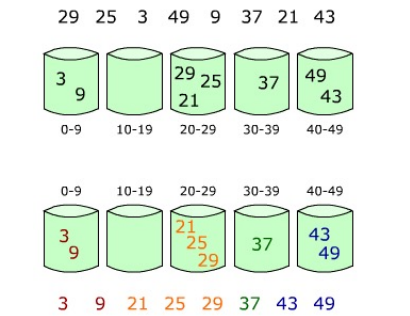 29 25 3 49 9 37 21 43
3 9 29 25 21 37 49 43
0-9 10-19 20-29 30-39 40-49
0-9 10-19 20-29 30-39 40-49
3 9 21 25 29 37 43 49
3 9 21 25 29 37 43 49